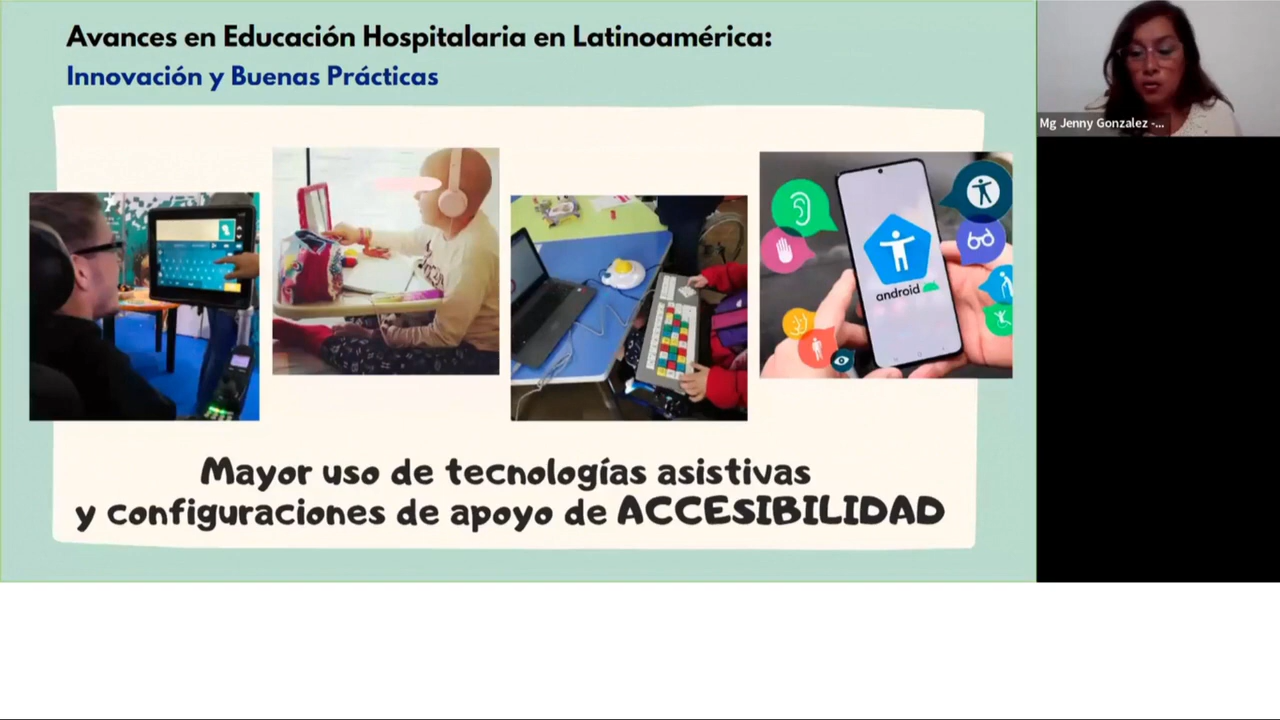 Avances en Educación Hospitalaria en Latinoamérica:
Innovación y Buenas Prácticas
Mg Jenny Gonzalez -...
android
Mayor uso de tecnologías asistivas
y configuraciones de apoyo de ACCESIBILIDAD